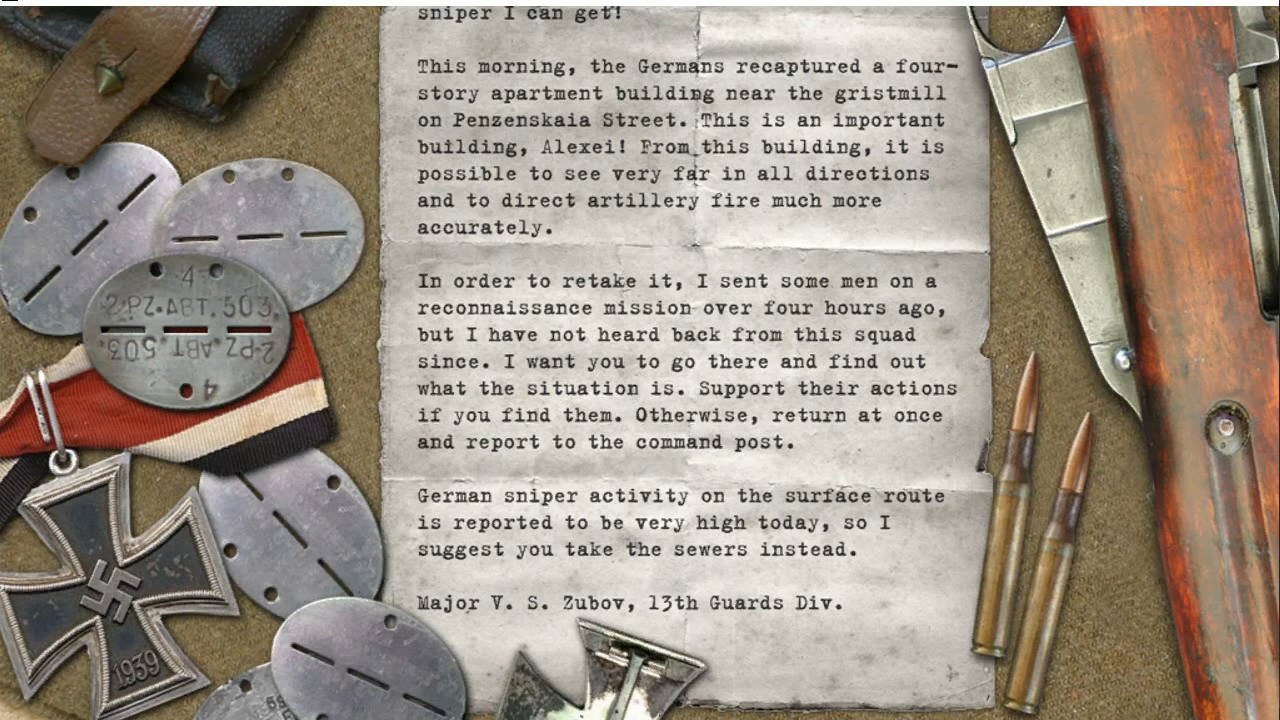 sniper I can get!
This morning, the Germans recaptured a four-
story apartment building near the gristmill
on Penzenskaia Street. This is an important
building, Alexei! From this building, it is
possible to see very far in all directions
and to direct artillery fire much more
accurately.
In order to retake it, I sent some men on a
reconnaissance mission over four hours ago,
but I have not heard back from this squad
since. I want you to go there and find out
what the situation is. Support their actions
if you find them. Otherwise, return at once
and report to the command post.
German sniper activity on the surface route
is reported to be very high today, so I
suggest you take the sewers instead.
Major V. S. Zubov, 13th Guards Div.
4
2·PZ·ABT.503.
2·PZ·ABT.503.
4
1939